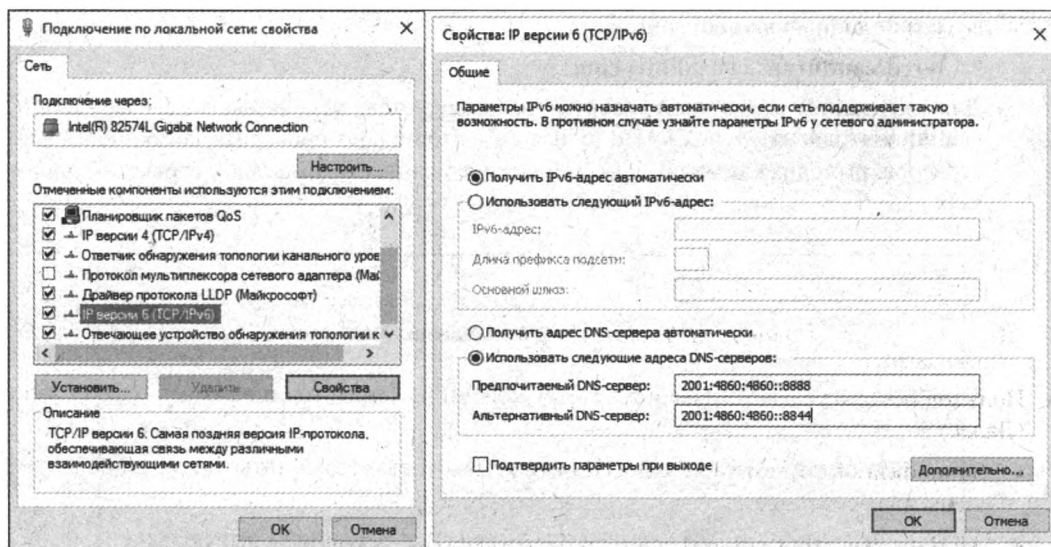 Подключение по локальной сети: свойства
Сеть
Подключение через:
Intel(R) 82574L Gigabit Network Connection
Настроить...
Отмеченные компоненты используются этим подключением:
Планировщик пакетов QoS
IP версии 4 (TCP/IPv4)
Ответчик обнаружения топологии канального уров
Протокол мультиплексора сетевого адаптера (Май
Драйвер протокола LLDP (Майкрософт)
IP версии 6 (TCP/IPv6)
Отвечающее устройство обнаружения топологии к
Установить...
Удалить
Свойства
Описание
TCP/IP версии 6. Самая поздняя версия IP-протокола,
обеспечивающая связь между различными
взаимодействующими сетями.
OK
Отмена
Свойства: IP версии 6 (TCP/IPv6)
Общие
Параметры IPv6 можно назначать автоматически, если сеть поддерживает такую
возможность. В противном случае узнайте параметры IPv6 у сетевого администратора.
Получить IPv6-адрес автоматически
Использовать следующий IPv6-адрес:
IPv6-адрес:
Длина префикса подсети:
Основной шлюз:
Получить адрес DNS-сервера автоматически
Использовать следующие адреса DNS-серверов:
Предпочитаемый DNS-сервер:
2001:4860:4860::8888
Альтернативный DNS-сервер:
2001:4860:4860::8844
Подтвердить параметры при выходе
Дополнительно...
OK
Отмена